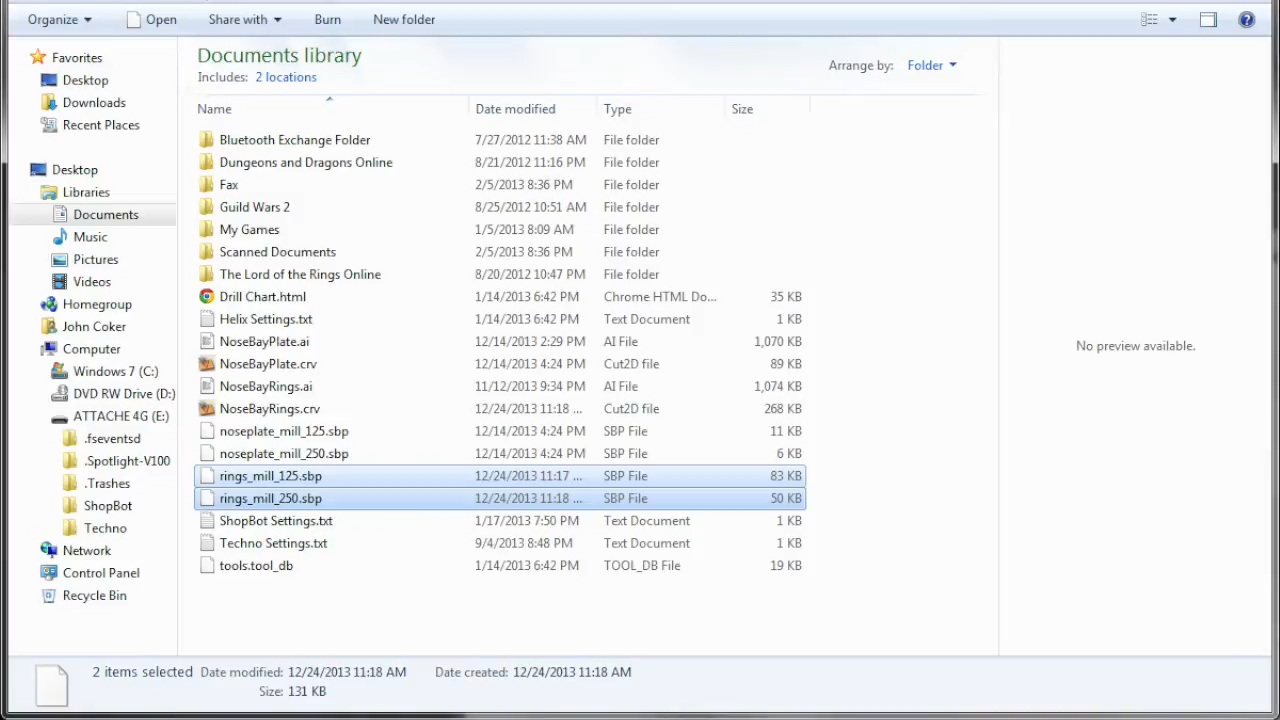 Organize Open Share with Burn New folder
Documents library
Includes: 2 locations
Arrange by: Folder
Name Date modified Type Size
Favorites
Desktop
Downloads
Recent Places
Desktop
Libraries
Documents
Music
Pictures
Videos
Homegroup
John Coker
Computer
Windows 7 (C:)
DVD RW Drive (D:)
ATTACHE 4G (E:)
.fseventsd
.Spotlight-V100
.Trashes
ShopBot
Techno
Network
Control Panel
Recycle Bin
Bluetooth Exchange Folder 7/27/2012 11:38 AM File folder
Dungeons and Dragons Online 8/21/2012 11:16 PM File folder
Fax 2/5/2013 8:36 PM File folder
Guild Wars 2 8/25/2012 10:51 AM File folder
My Games 1/5/2013 8:09 AM File folder
Scanned Documents 2/5/2013 8:36 PM File folder
The Lord of the Rings Online 8/20/2012 10:47 PM File folder
Drill Chart.html 1/14/2013 6:42 PM Chrome HTML Do... 35 KB
Helix Settings.txt 1/14/2013 6:42 PM Text Document 1 KB
NoseBayPlate.ai 12/14/2013 2:29 PM AI File 1,070 KB
NoseBayPlate.crv 12/14/2013 4:24 PM Cut2D file 89 KB
NoseBayRings.ai 11/12/2013 9:34 PM AI File 1,074 KB
NoseBayRings.crv 12/24/2013 11:18 ... Cut2D file 268 KB
noseplate_mill_125.sbp 12/14/2013 4:24 PM SBP File 11 KB
noseplate_mill_250.sbp 12/14/2013 4:24 PM SBP File 6 KB
rings_mill_125.sbp 12/24/2013 11:17 ... SBP File 83 KB
rings_mill_250.sbp 12/24/2013 11:18 ... SBP File 50 KB
ShopBot Settings.txt 1/17/2013 7:50 PM Text Document 1 KB
Techno Settings.txt 9/4/2013 8:48 PM Text Document 1 KB
tools.tool_db 1/14/2013 6:42 PM TOOL_DB File 19 KB
No preview available.
2 items selected Date modified: 12/24/2013 11:18 AM Date created: 12/24/2013 11:18 AM
Size: 131 KB